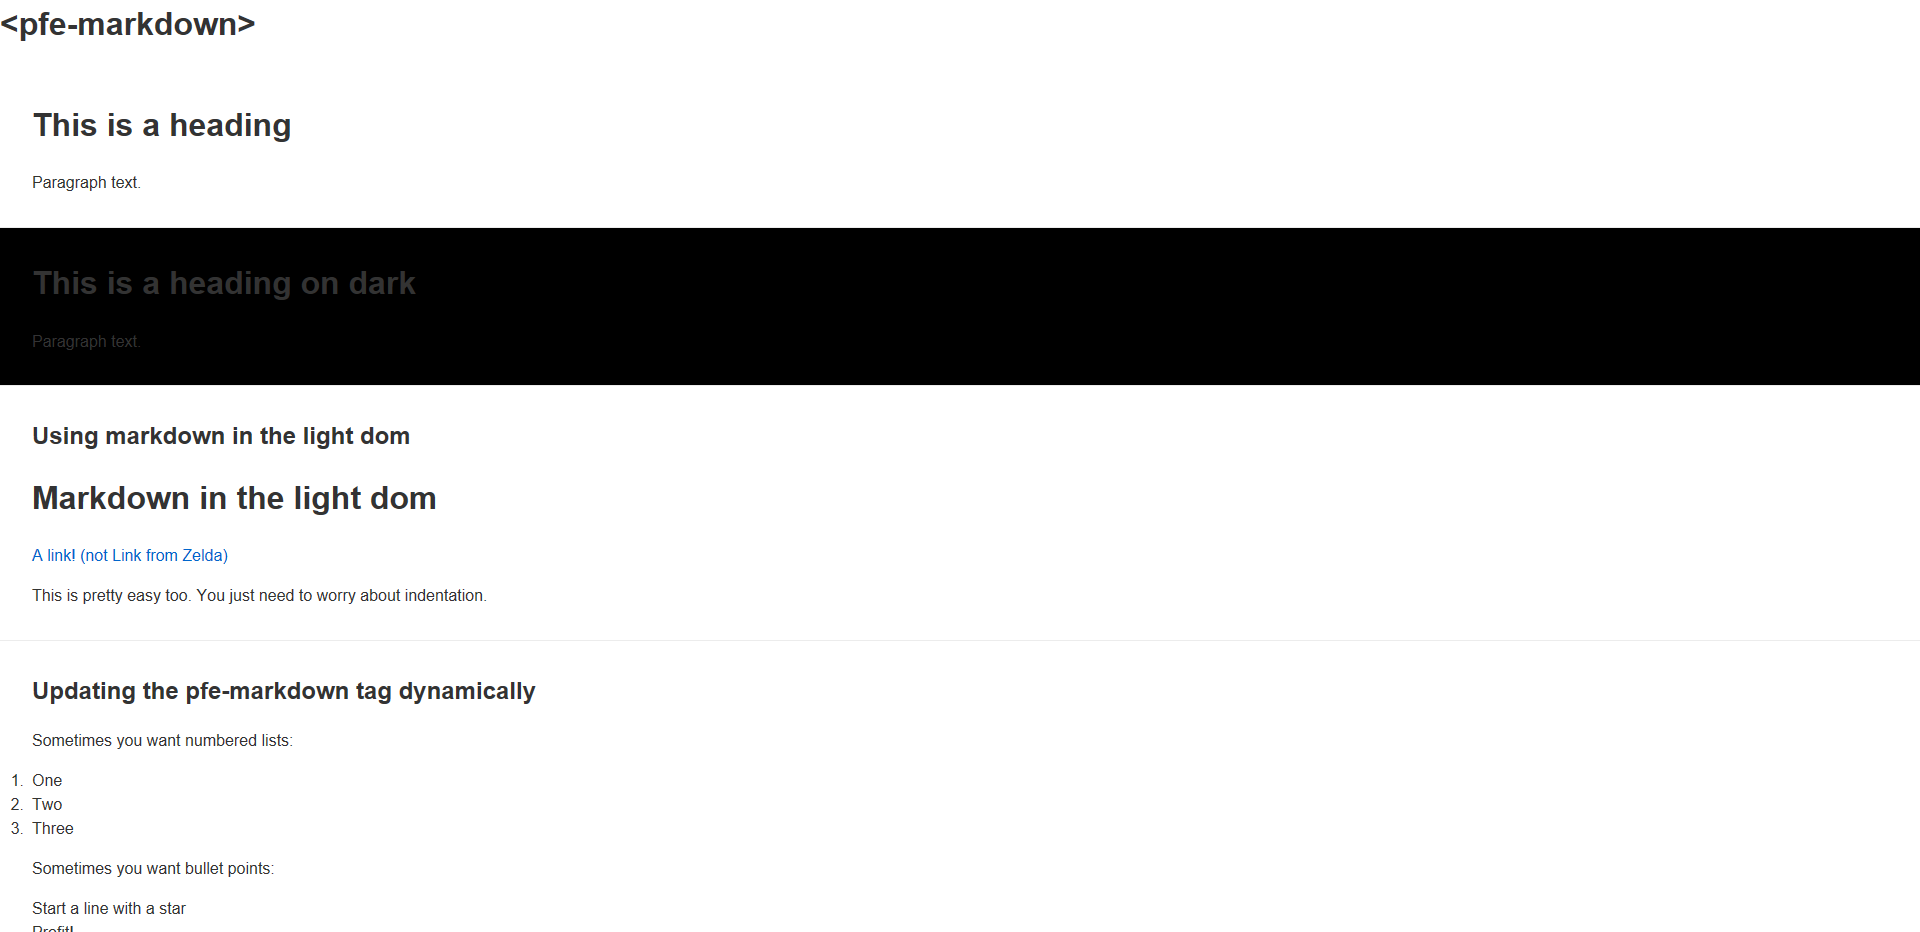 <pfe-markdown>
This is a heading
Paragraph text.
This is a heading on dark
Paragraph text.
Using markdown in the light dom
Markdown in the light dom
A link! (not Link from Zelda)
This is pretty easy too. You just need to worry about indentation.
Updating the pfe-markdown tag dynamically
Sometimes you want numbered lists:
1. One
2. Two
3. Three
Sometimes you want bullet points:
Start a line with a star
Profit!